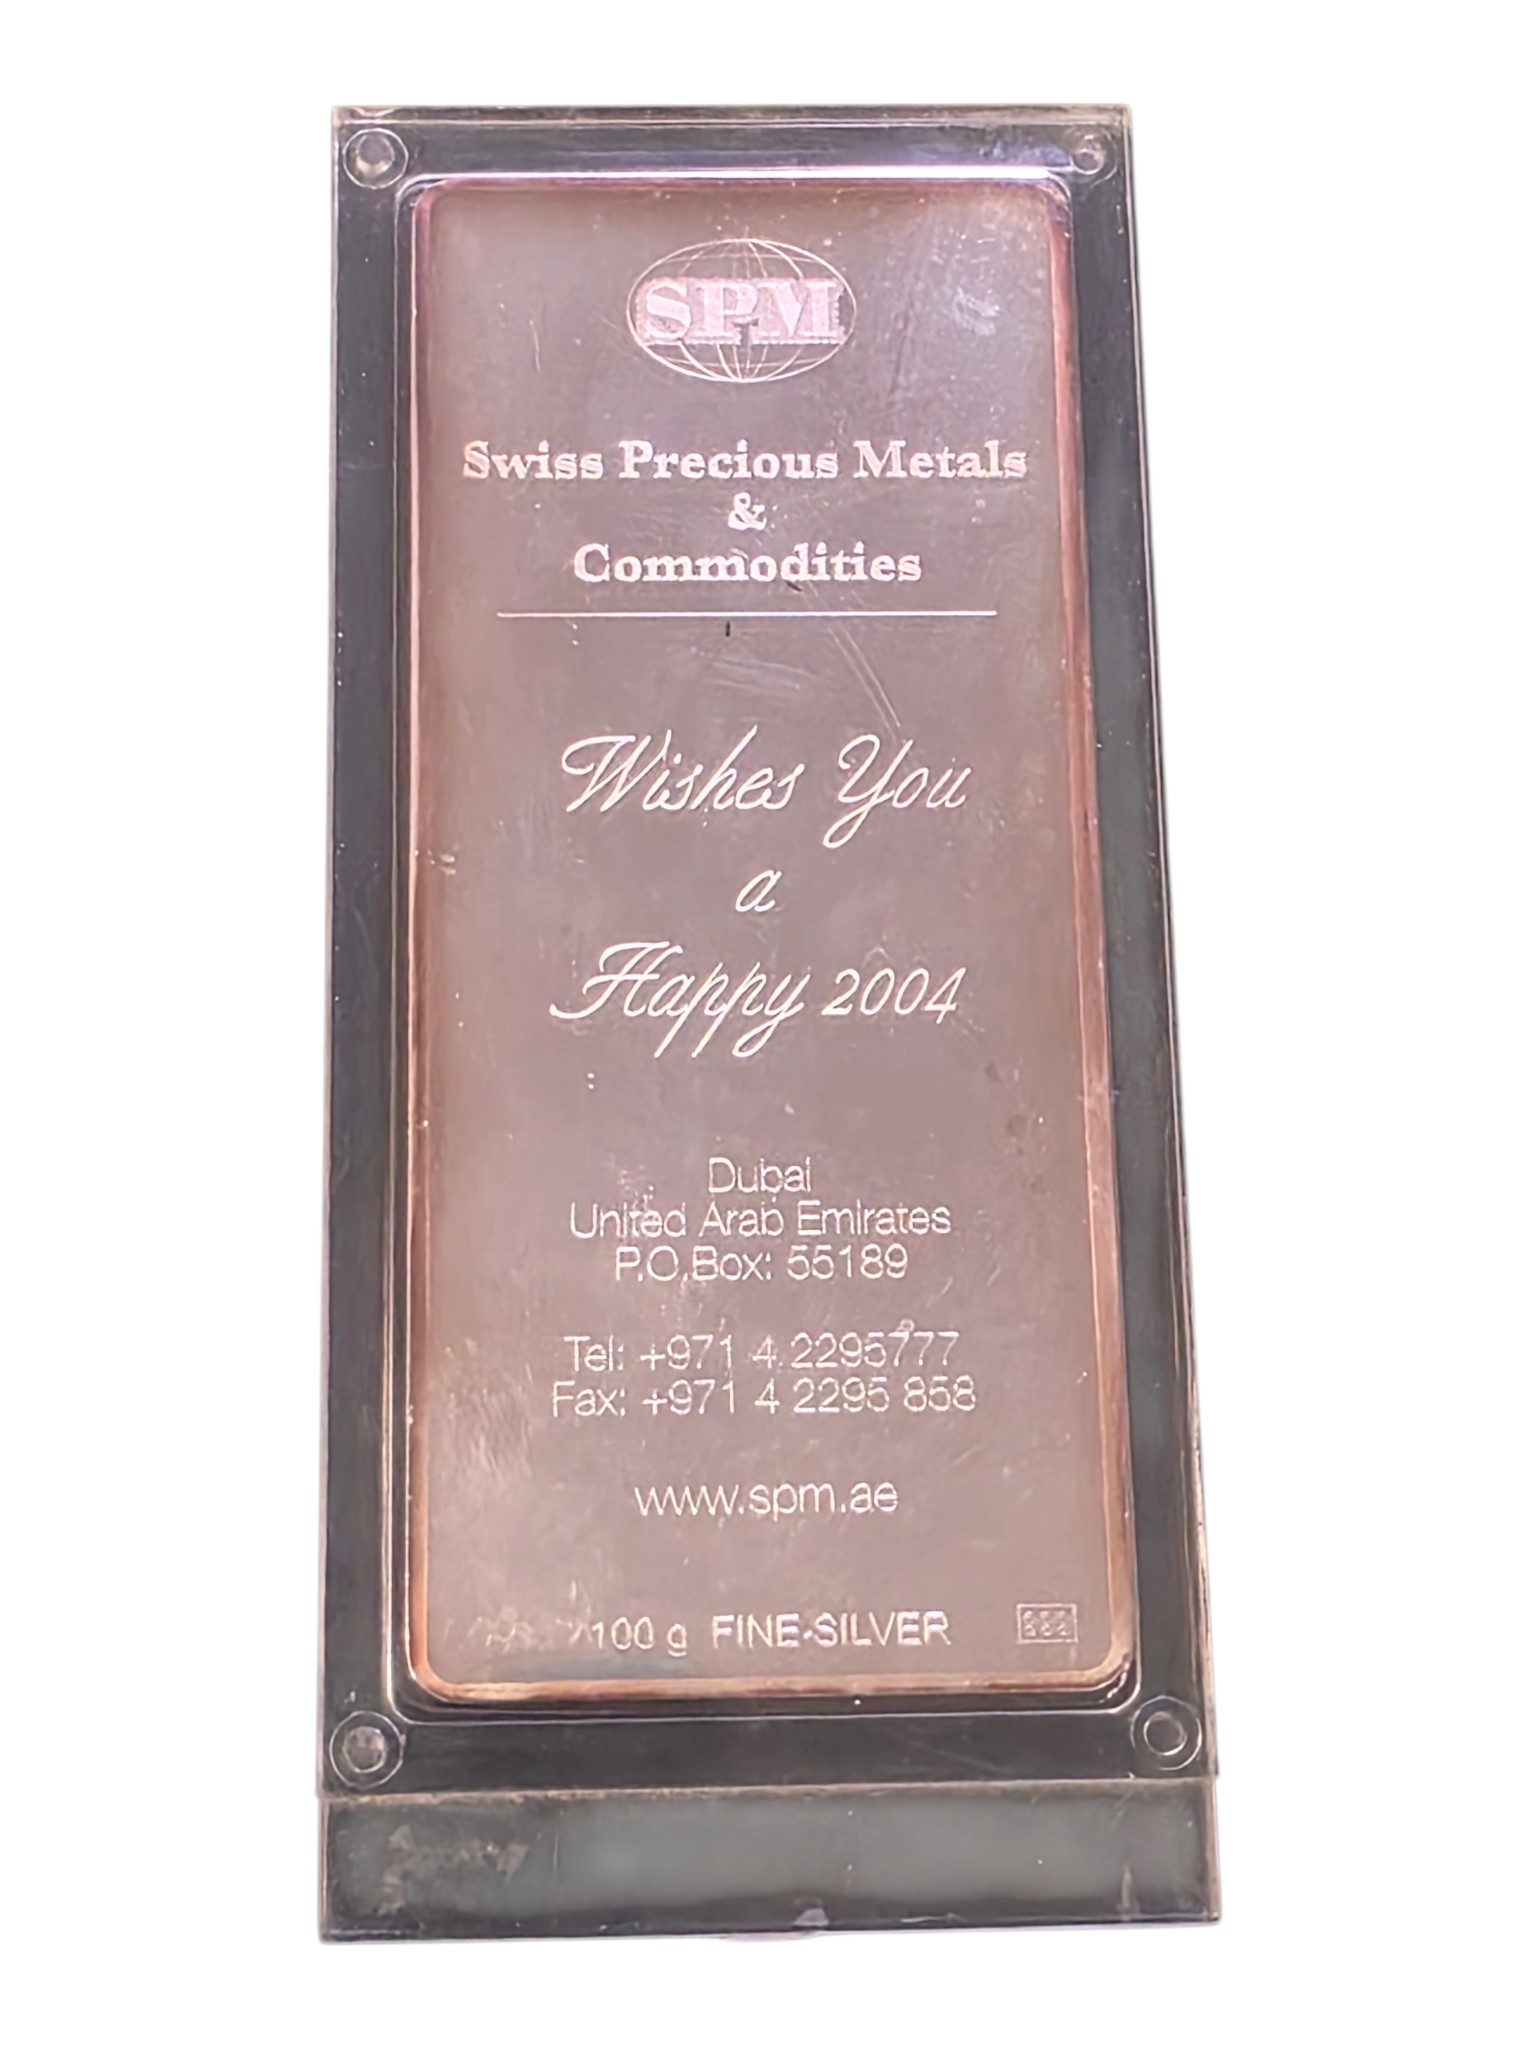 SPM
Swiss Precious Metals
&
Commodities
Wishes You
a
Happy 2004
Dubai
United Arab Emirates
P.O.Box: 55189
Tel: +971 4 2295777
Fax: +971 4 2295 858
www.spm.ae
100 g FINE-SILVER